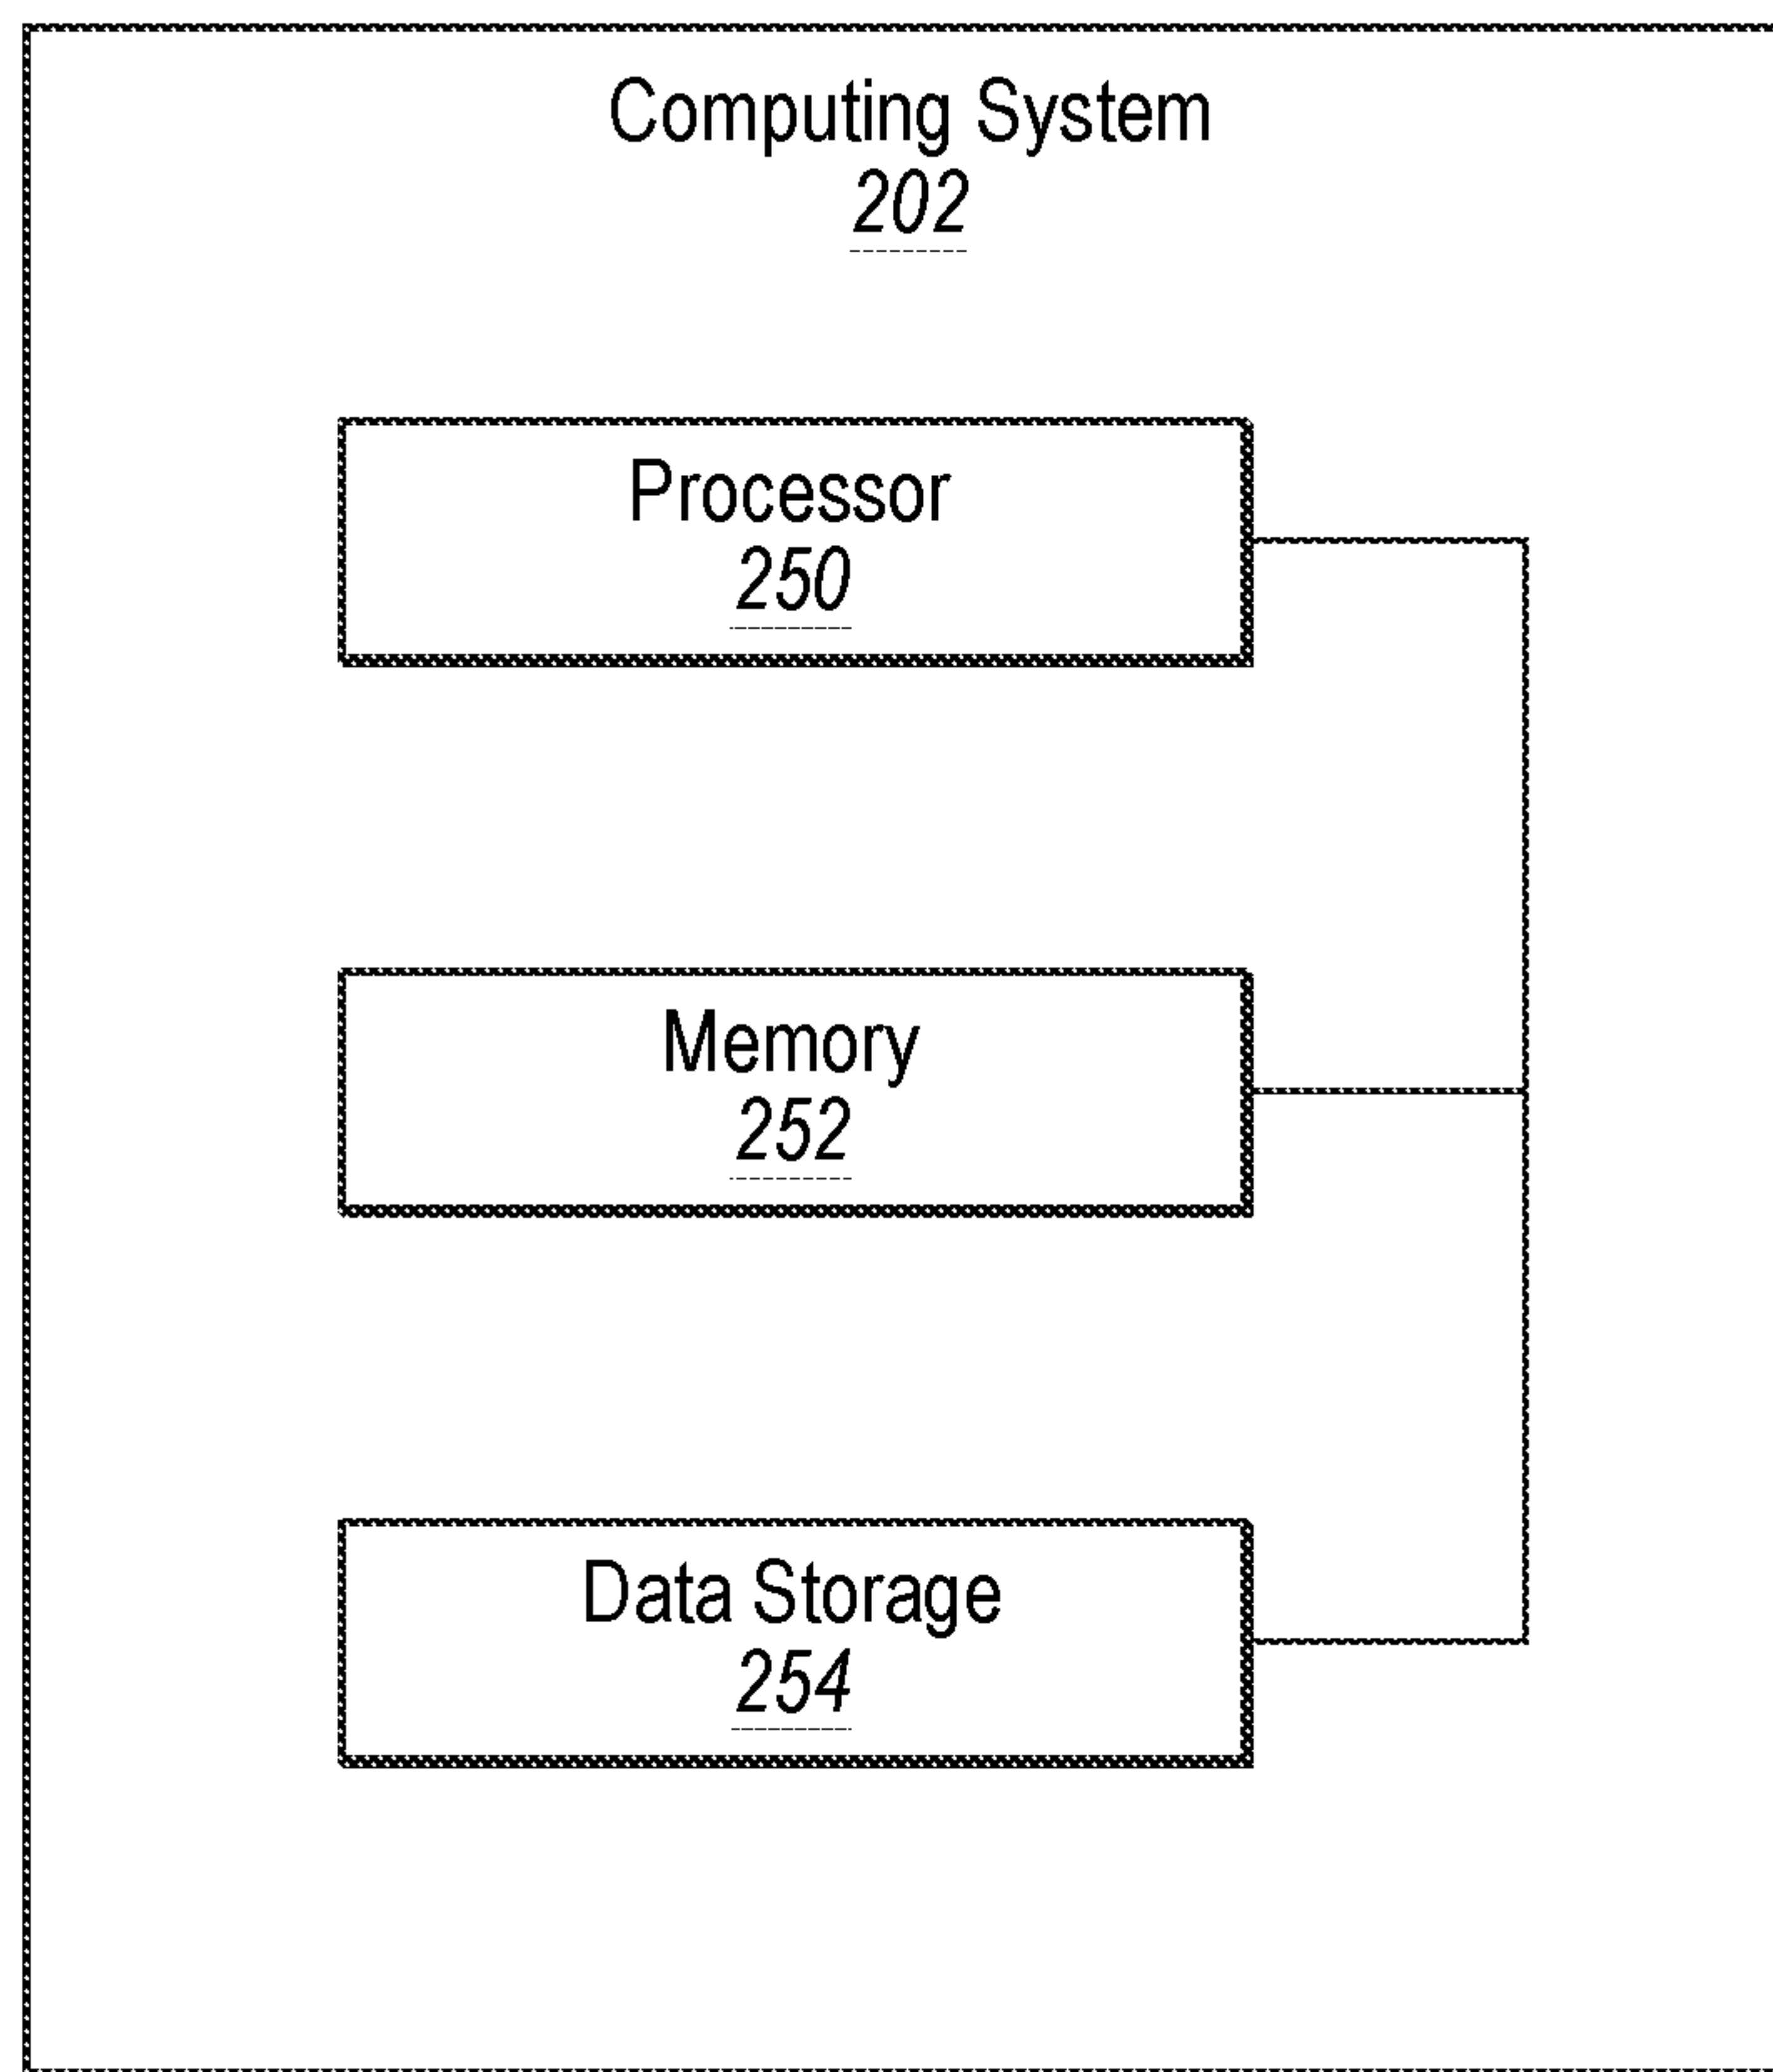 Computing System
202
Processor
250
Memory
252
Data Storage
254